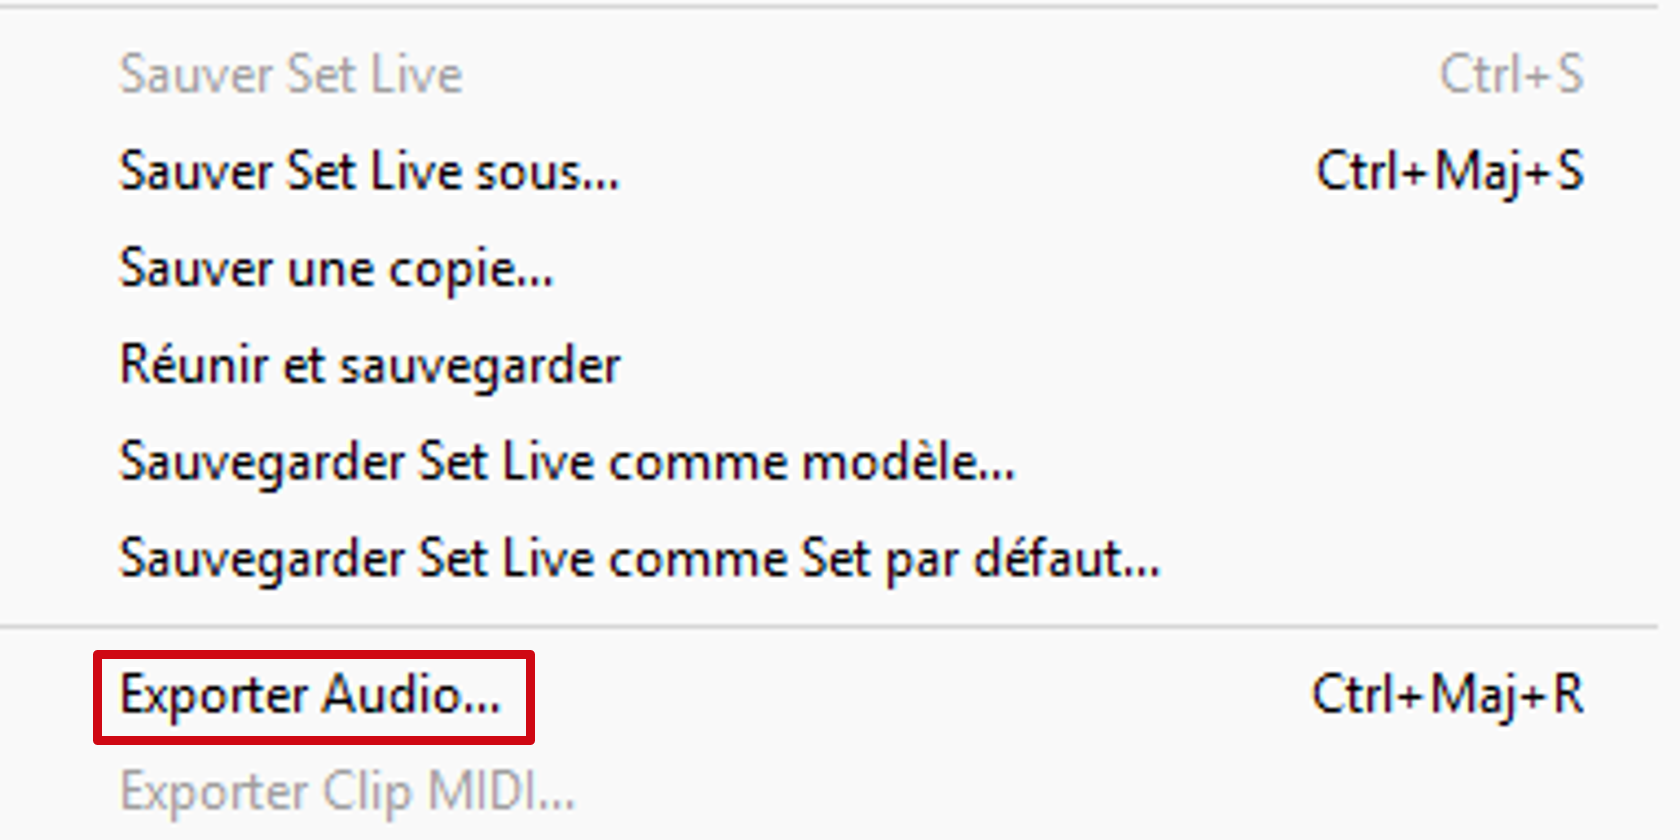 Sauver Set Live Ctrl+S
Sauver Set Live sous... Ctrl+Maj+S
Sauver une copie...
Réunir et sauvegarder
Sauvegarder Set Live comme modèle...
Sauvegarder Set Live comme Set par défaut...
Exporter Audio... Ctrl+Maj+R
Exporter Clip MIDI...